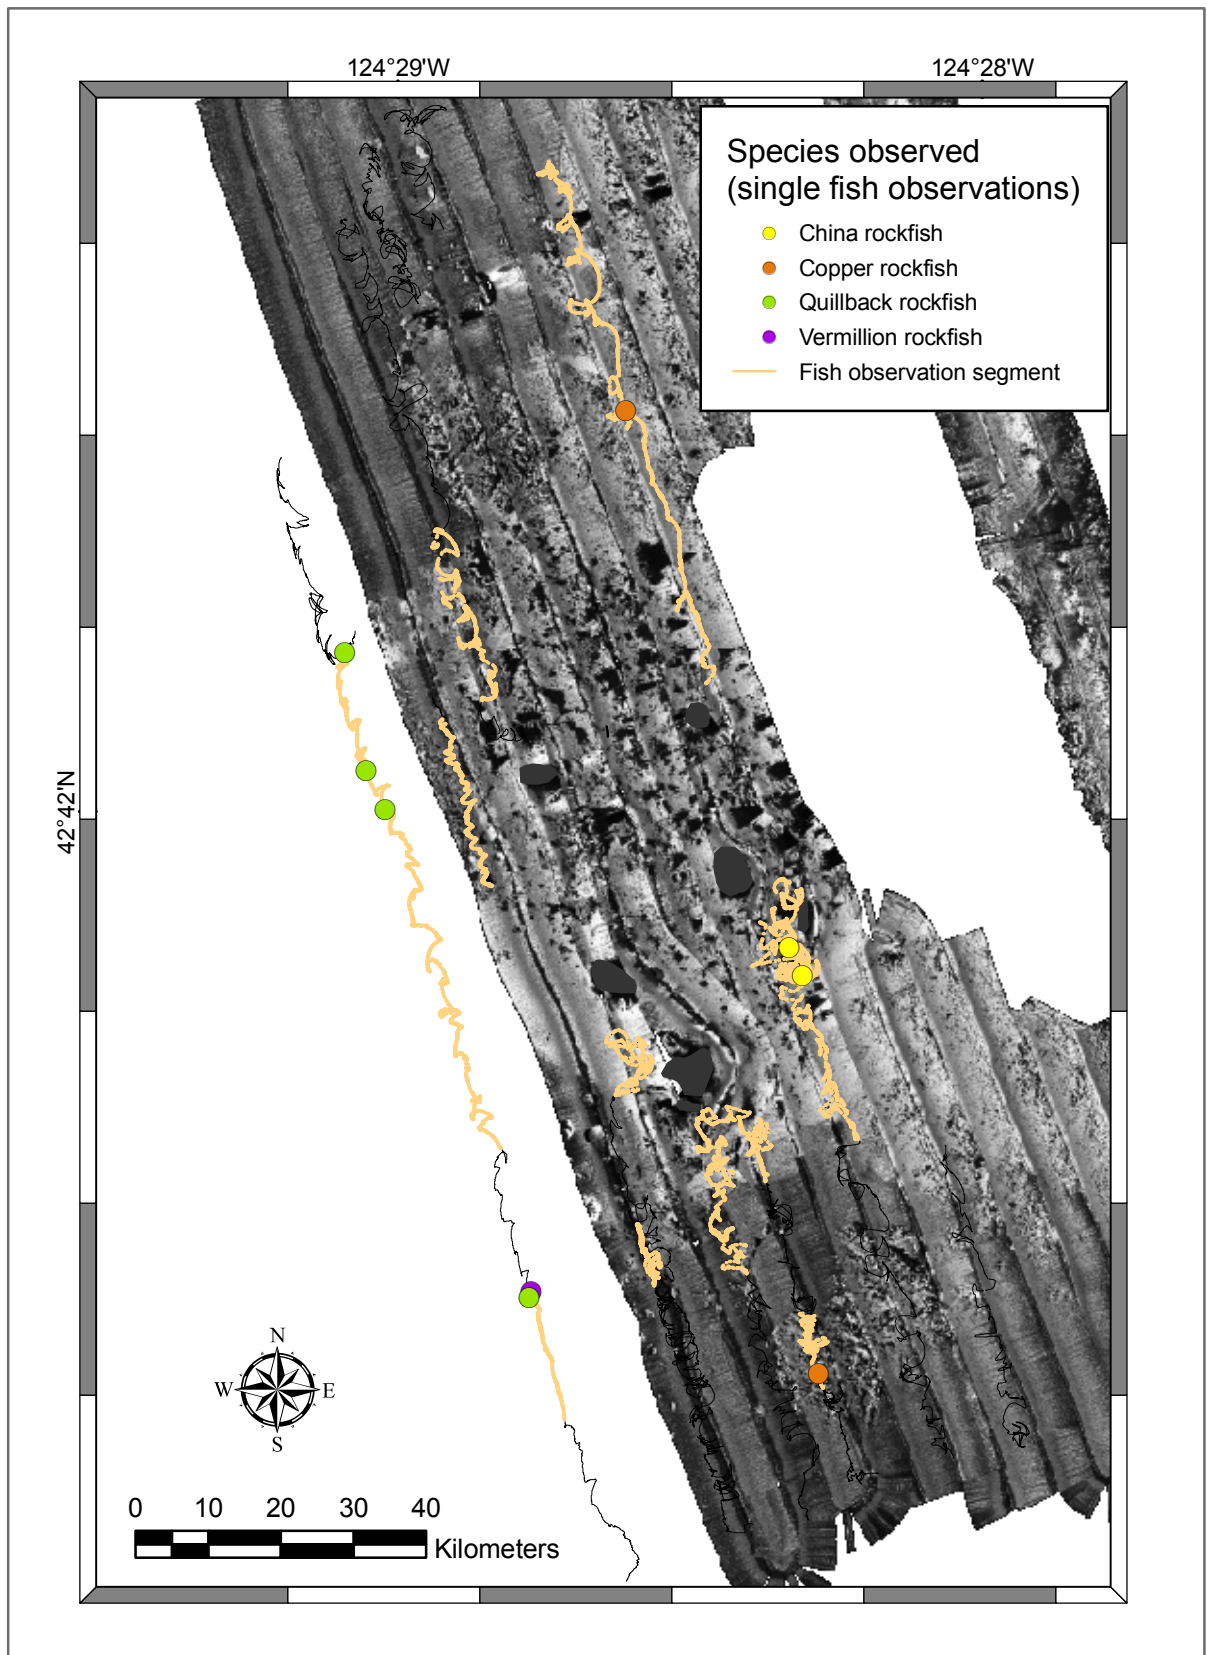 124°29'W
124°28'W
Species observed
(single fish observations)
China rockfish
Copper rockfish
Quillback rockfish
Vermillion rockfish
Fish observation segment
42°42'N
N
W
E
S
0 10 20 30 40
Kilometers